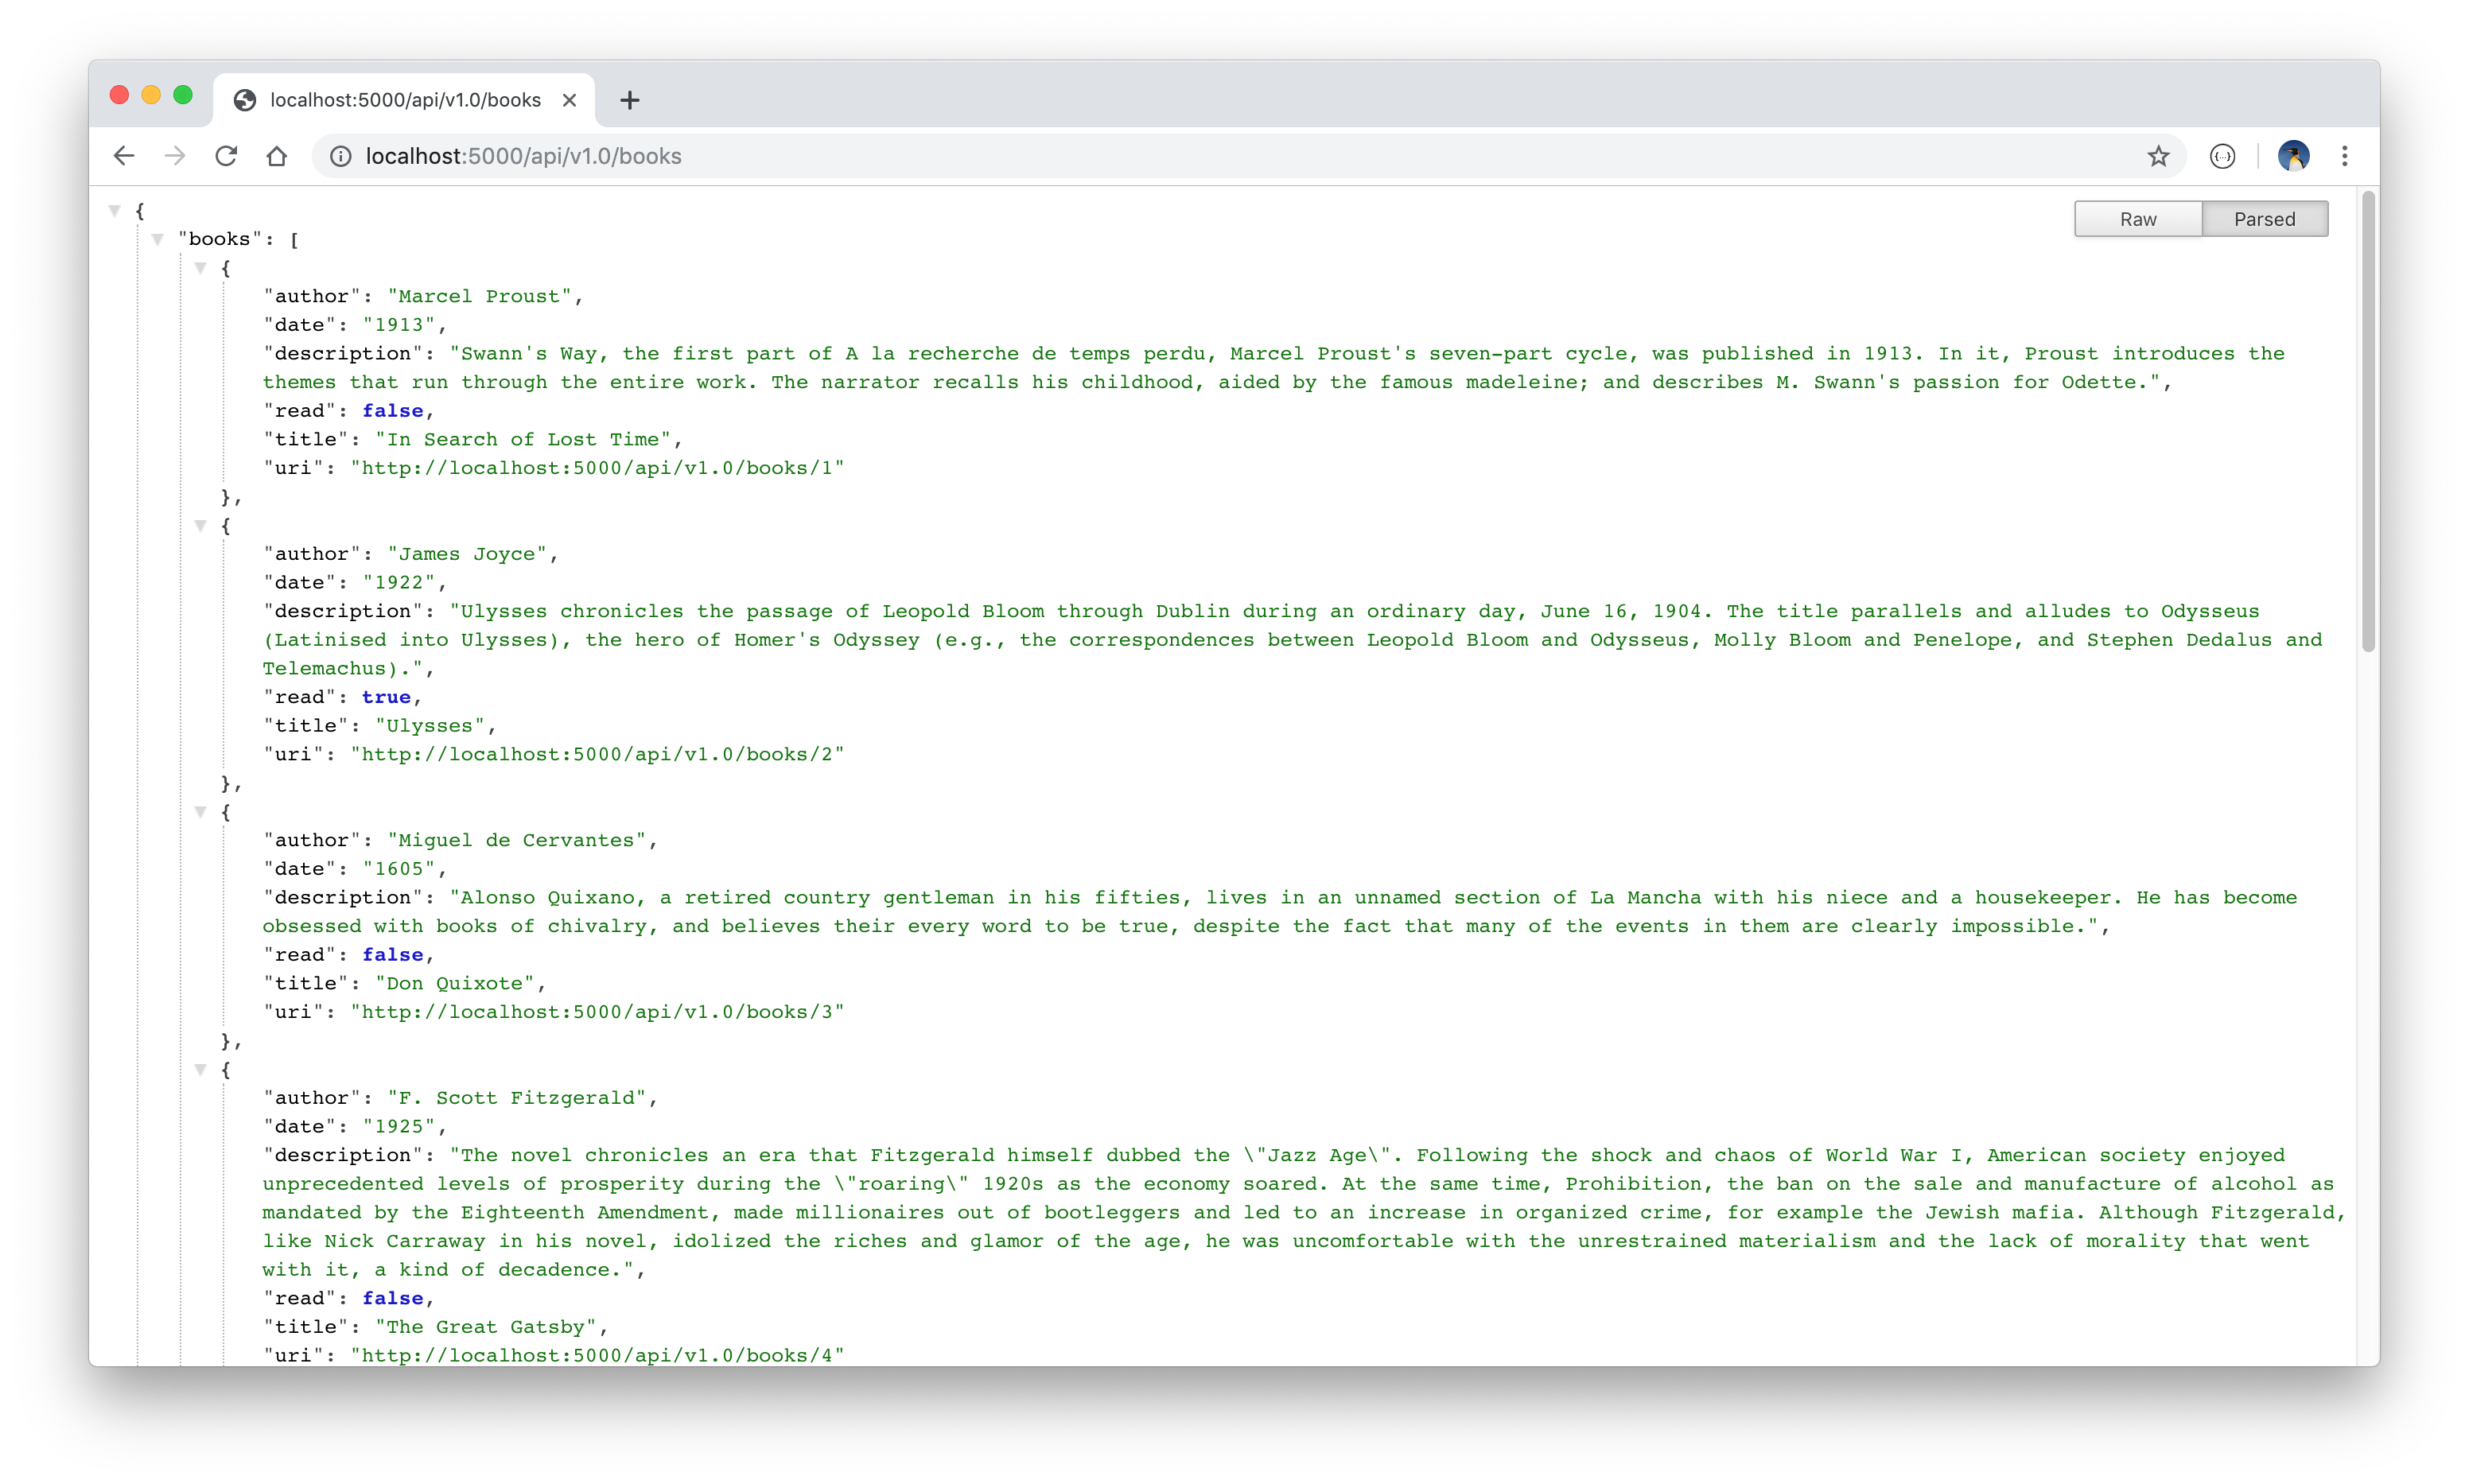 localhost:5000/api/v1.0/books
localhost:5000/api/v1.0/books
Raw Parsed
{
"books": [
{
"author": "Marcel Proust",
"date": "1913",
"description": "Swann's Way, the first part of A la recherche de temps perdu, Marcel Proust's seven-part cycle, was published in 1913. In it, Proust introduces the
themes that run through the entire work. The narrator recalls his childhood, aided by the famous madeleine; and describes M. Swann's passion for Odette.",
"read": false,
"title": "In Search of Lost Time",
"uri": "http://localhost:5000/api/v1.0/books/1"
},
{
"author": "James Joyce",
"date": "1922",
"description": "Ulysses chronicles the passage of Leopold Bloom through Dublin during an ordinary day, June 16, 1904. The title parallels and alludes to Odysseus
(Latinised into Ulysses), the hero of Homer's Odyssey (e.g., the correspondences between Leopold Bloom and Odysseus, Molly Bloom and Penelope, and Stephen Dedalus and
Telemachus).",
"read": true,
"title": "Ulysses",
"uri": "http://localhost:5000/api/v1.0/books/2"
},
{
"author": "Miguel de Cervantes",
"date": "1605",
"description": "Alonso Quixano, a retired country gentleman in his fifties, lives in an unnamed section of La Mancha with his niece and a housekeeper. He has become
obsessed with books of chivalry, and believes their every word to be true, despite the fact that many of the events in them are clearly impossible.",
"read": false,
"title": "Don Quixote",
"uri": "http://localhost:5000/api/v1.0/books/3"
},
{
"author": "F. Scott Fitzgerald",
"date": "1925",
"description": "The novel chronicles an era that Fitzgerald himself dubbed the \"Jazz Age\". Following the shock and chaos of World War I, American society enjoyed
unprecedented levels of prosperity during the \"roaring\" 1920s as the economy soared. At the same time, Prohibition, the ban on the sale and manufacture of alcohol as
mandated by the Eighteenth Amendment, made millionaires out of bootleggers and led to an increase in organized crime, for example the Jewish mafia. Although Fitzgerald,
like Nick Carraway in his novel, idolized the riches and glamor of the age, he was uncomfortable with the unrestrained materialism and the lack of morality that went
with it, a kind of decadence.",
"read": false,
"title": "The Great Gatsby",
"uri": "http://localhost:5000/api/v1.0/books/4"